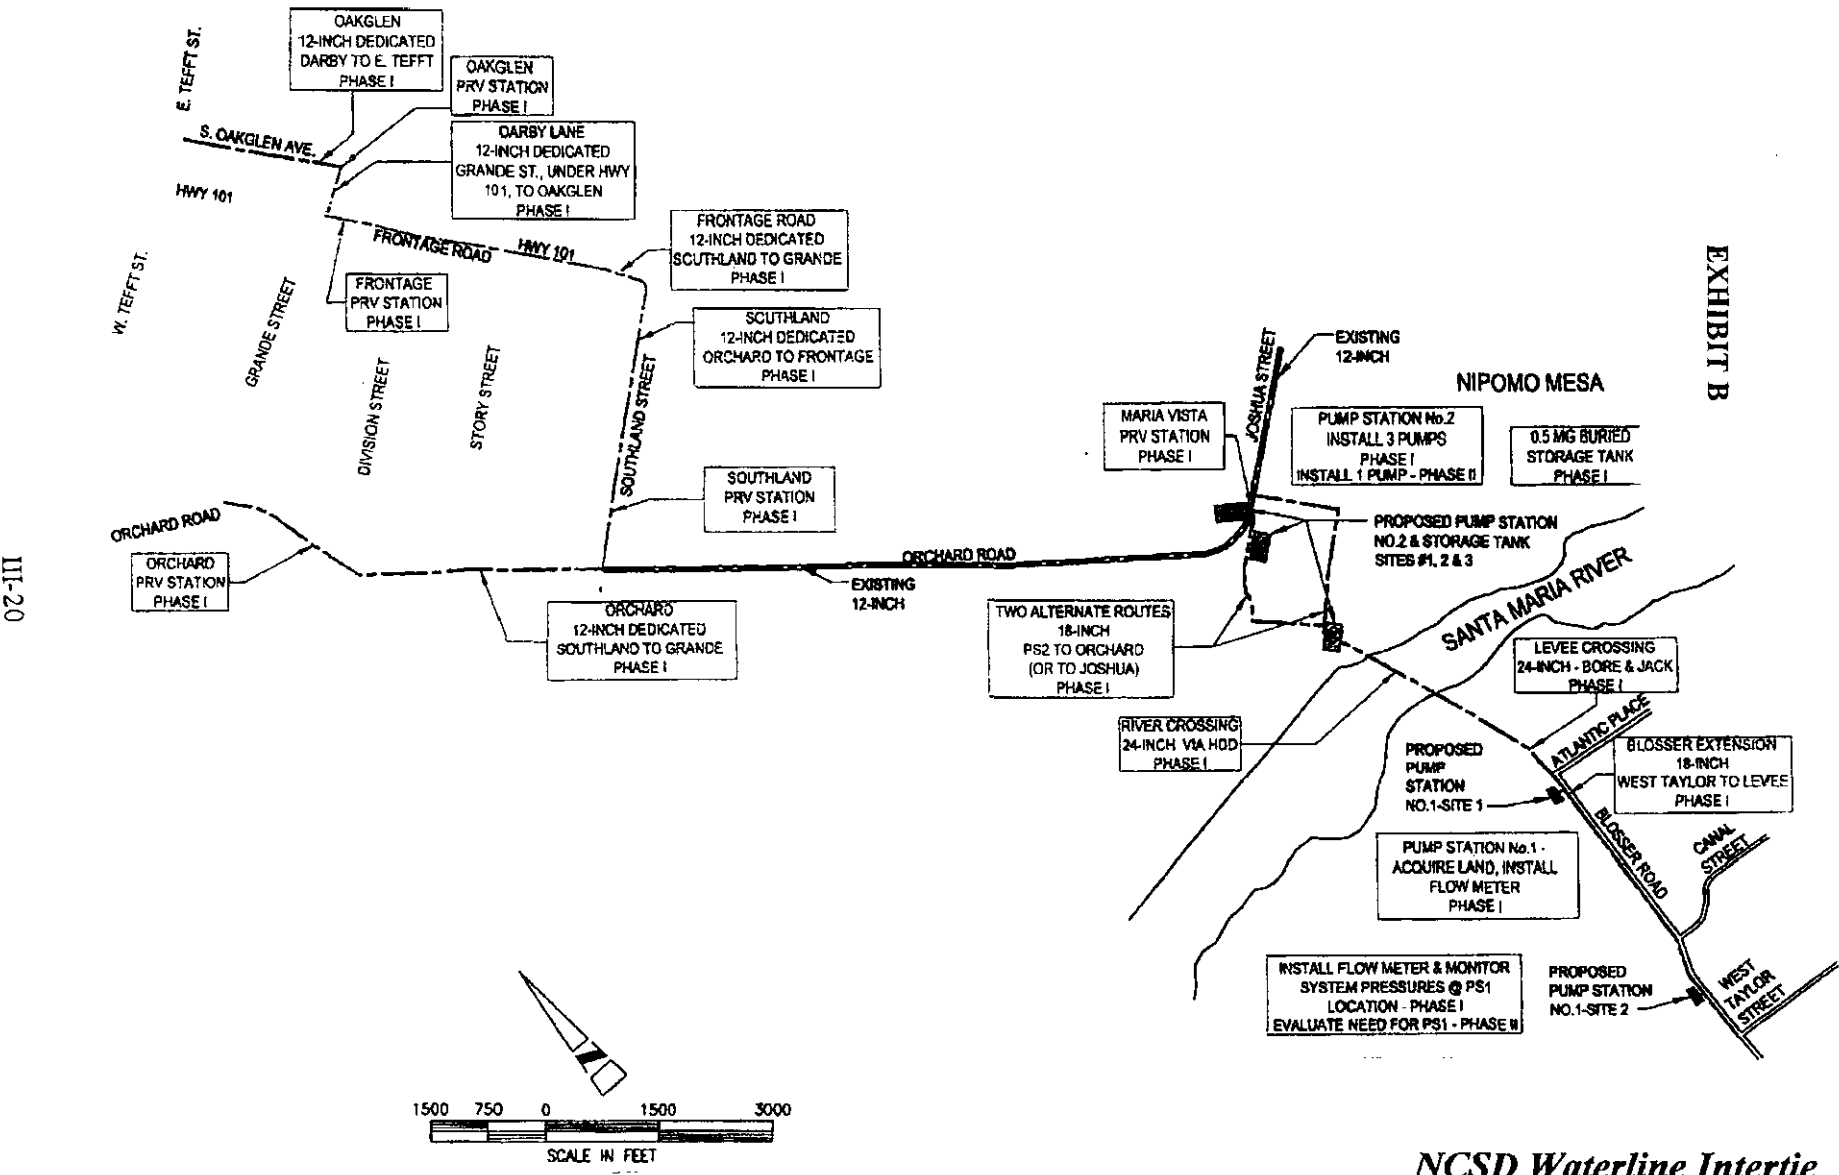 OAKGLEN
12-INCH DEDICATED
DARBY TO E. TEFFT
PHASE I
E. TEFFT ST.
OAKGLEN
PRV STATION
PHASE I
S. OAKGLEN AVE.
DARBY LANE
12-INCH DEDICATED
GRANDE ST., UNDER HWY
101, TO OAKGLEN
PHASE I
HWY 101
FRONTAGE ROAD
HWY 101
FRONTAGE ROAD
12-INCH DEDICATED
SOUTHLAND TO GRANDE
PHASE I
W. TEFFT ST.
GRANDE STREET
FRONTAGE
PRV STATION
PHASE I
DIVISION STREET
STORY STREET
SOUTHLAND
12-INCH DEDICATED
ORCHARD TO FRONTAGE
PHASE I
SOUTHLAND STREET
SOUTHLAND
PRV STATION
PHASE I
ORCHARD ROAD
ORCHARD
PRV STATION
PHASE I
ORCHARD
12-INCH DEDICATED
SOUTHLAND TO GRANDE
PHASE I
EXISTING
12-INCH
ORCHARD ROAD
III-20
EXHIBIT B
JOSHUA STREET
EXISTING
12-INCH
NIPOMO MESA
MARIA VISTA
PRV STATION
PHASE I
PUMP STATION No.2
INSTALL 3 PUMPS
PHASE I
INSTALL 1 PUMP - PHASE II
0.5 MG BURIED
STORAGE TANK
PHASE I
PROPOSED PUMP STATION
NO.2 & STORAGE TANK
SITES #1, 2 & 3
SANTA MARIA RIVER
TWO ALTERNATE ROUTES
18-INCH
PS2 TO ORCHARD
(OR TO JOSHUA)
PHASE I
LEVEE CROSSING
24-INCH - BORE & JACK
PHASE I
RIVER CROSSING
24-INCH VIA HDD
PHASE I
ATLANTIC PLACE
PROPOSED
PUMP
STATION
NO.1-SITE 1
BLOSSER EXTENSION
18-INCH
WEST TAYLOR TO LEVEE
PHASE I
BLOSSER ROAD
CANAL
STREET
PUMP STATION No.1 -
ACQUIRE LAND, INSTALL
FLOW METER
PHASE I
INSTALL FLOW METER & MONITOR
SYSTEM PRESSURES @ PS1
LOCATION - PHASE I
EVALUATE NEED FOR PS1 - PHASE II
PROPOSED
PUMP STATION
NO.1-SITE 2
WEST
TAYLOR
STREET
1500 750 0 1500 3000
SCALE IN FEET
NCSD Waterline Intertie